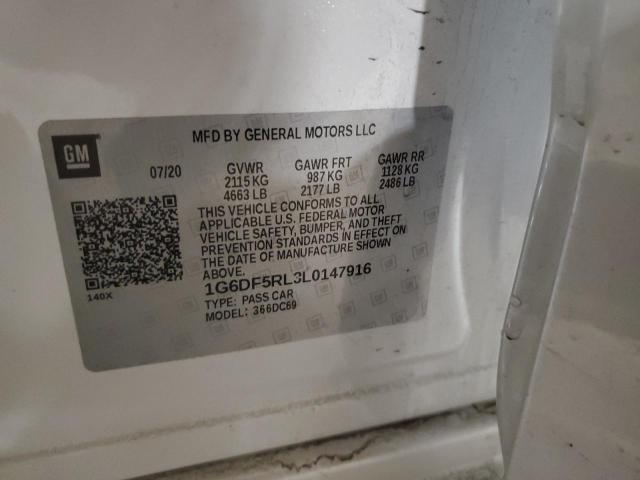 MFD BY GENERAL MOTORS LLC
GM
07/20 GVWR GAWR FRT GAWR RR
2115 KG 987 KG 1128 KG
4663 LB 2177 LB 2486 LB
THIS VEHICLE CONFORMS TO ALL
APPLICABLE U.S. FEDERAL MOTOR
VEHICLE SAFETY, BUMPER, AND THEFT
PREVENTION STANDARDS IN EFFECT ON
THE DATE OF MANUFACTURE SHOWN
ABOVE.
1G6DF5RL3L0147916
140X
TYPE: PASS CAR
MODEL: 366DC69